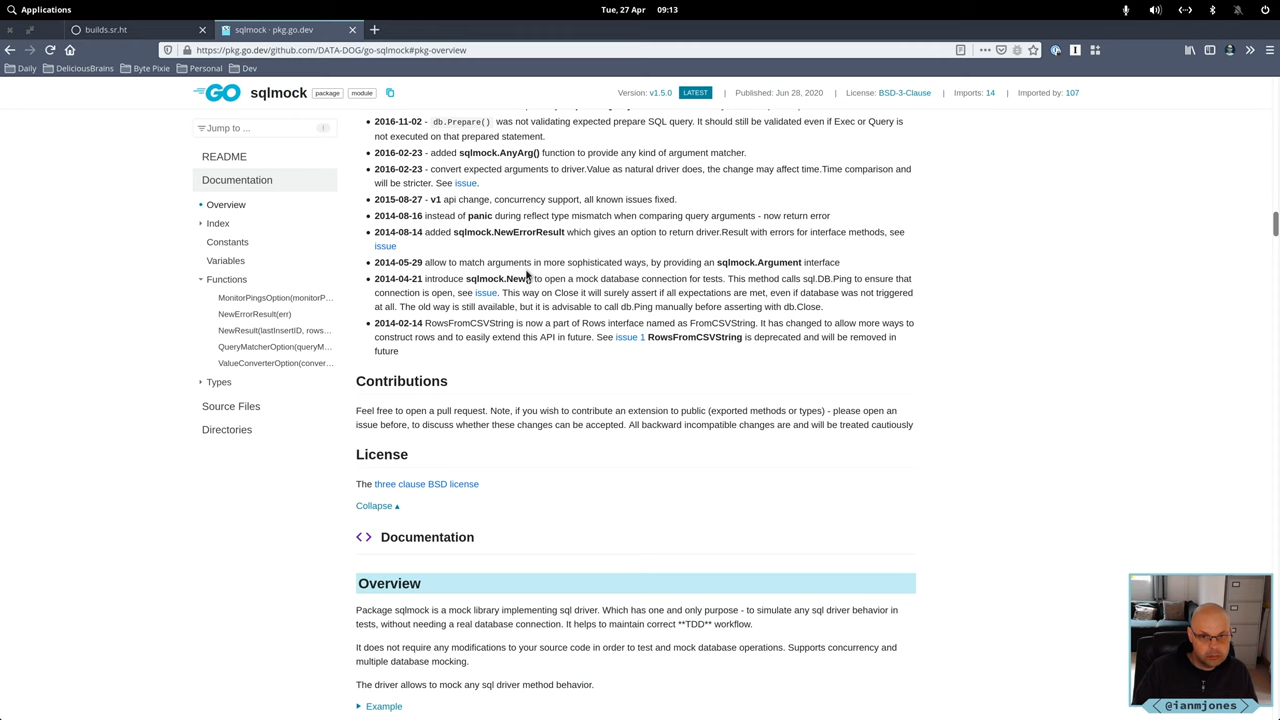 Applications
Tue, 27 Apr 09:13
builds.sr.ht
sqlmock · pkg.go.dev
https://pkg.go.dev/github.com/DATA-DOG/go-sqlmock#pkg-overview
Daily
DeliciousBrains
Byte Pixie
Personal
Dev
GO
sqlmock package module
Version: v1.5.0 LATEST | Published: Jun 28, 2020 | License: BSD-3-Clause | Imports: 14 | Imported by: 107
Jump to ...
README
Documentation
Overview
Index
Constants
Variables
Functions
MonitorPingsOption(monitorP...
NewErrorResult(err)
NewResult(lastInsertID, rows...
QueryMatcherOption(queryM...
ValueConverterOption(conver...
Types
Source Files
Directories
2016-11-02 - db.Prepare() was not validating expected prepare SQL query. It should still be validated even if Exec or Query is
not executed on that prepared statement.
2016-02-23 - added sqlmock.AnyArg() function to provide any kind of argument matcher.
2016-02-23 - convert expected arguments to driver.Value as natural driver does, the change may affect time.Time comparison and
will be stricter. See issue.
2015-08-27 - v1 api change, concurrency support, all known issues fixed.
2014-08-16 instead of panic during reflect type mismatch when comparing query arguments - now return error
2014-08-14 added sqlmock.NewErrorResult which gives an option to return driver.Result with errors for interface methods, see
issue
2014-05-29 allow to match arguments in more sophisticated ways, by providing an sqlmock.Argument interface
2014-04-21 introduce sqlmock.New() to open a mock database connection for tests. This method calls sql.DB.Ping to ensure that
connection is open, see issue. This way on Close it will surely assert if all expectations are met, even if database was not triggered
at all. The old way is still available, but it is advisable to call db.Ping manually before asserting with db.Close.
2014-02-14 RowsFromCSVString is now a part of Rows interface named as FromCSVString. It has changed to allow more ways to
construct rows and to easily extend this API in future. See issue 1 RowsFromCSVString is deprecated and will be removed in
future
Contributions
Feel free to open a pull request. Note, if you wish to contribute an extension to public (exported methods or types) - please open an
issue before, to discuss whether these changes can be accepted. All backward incompatible changes are and will be treated cautiously
License
The three clause BSD license
Collapse
Documentation
Overview
Package sqlmock is a mock library implementing sql driver. Which has one and only purpose - to simulate any sql driver behavior in
tests, without needing a real database connection. It helps to maintain correct **TDD** workflow.
It does not require any modifications to your source code in order to test and mock database operations. Supports concurrency and
multiple database mocking.
The driver allows to mock any sql driver method behavior.
Example
@ianmjones